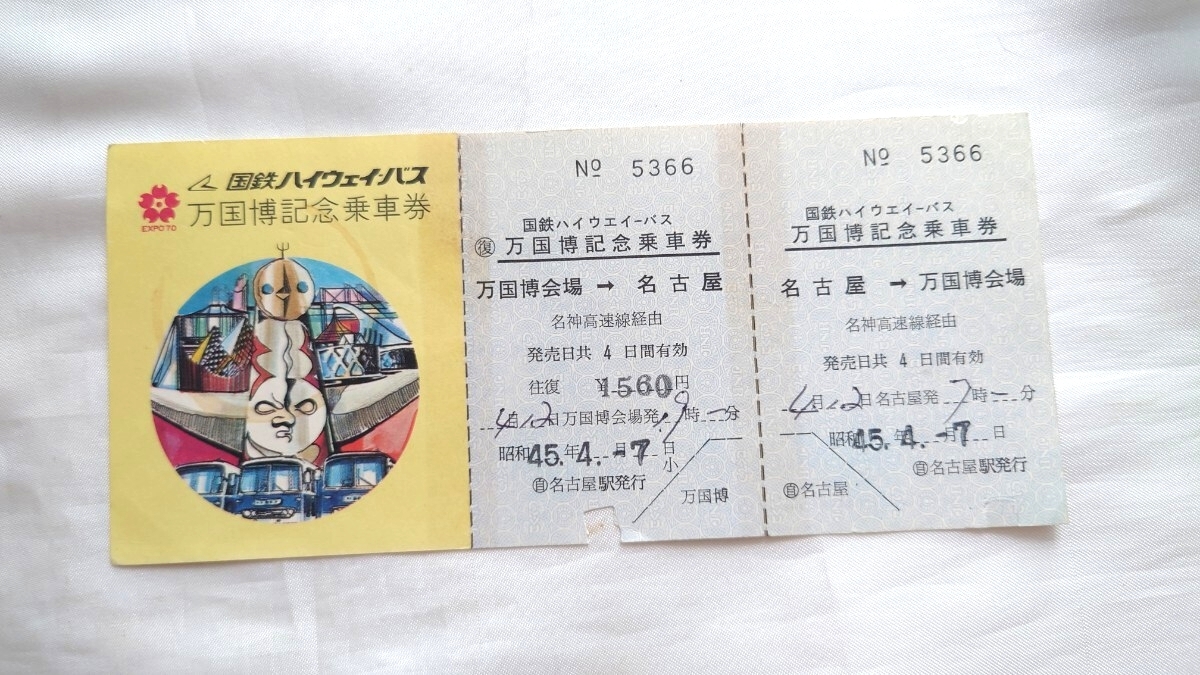 国鉄ハイウェイバス
万国博記念乗車券
EXPO'70
№ 5366
国鉄ハイウエイーバス
復 万国博記念乗車券
万国博会場 → 名古屋
名神高速線経由
発売日共 4 日間有効
往復 ¥1560円
4月12日万国博会場発 時 分
昭和45年4月-7日
小
自名古屋駅発行
万国博
№ 5366
国鉄ハイウエイーバス
万国博記念乗車券
名古屋 → 万国博会場
名神高速線経由
発売日共 4 日間有効
4月12日名古屋発7時 分
昭和45年4月-7日
自名古屋駅発行
自名古屋